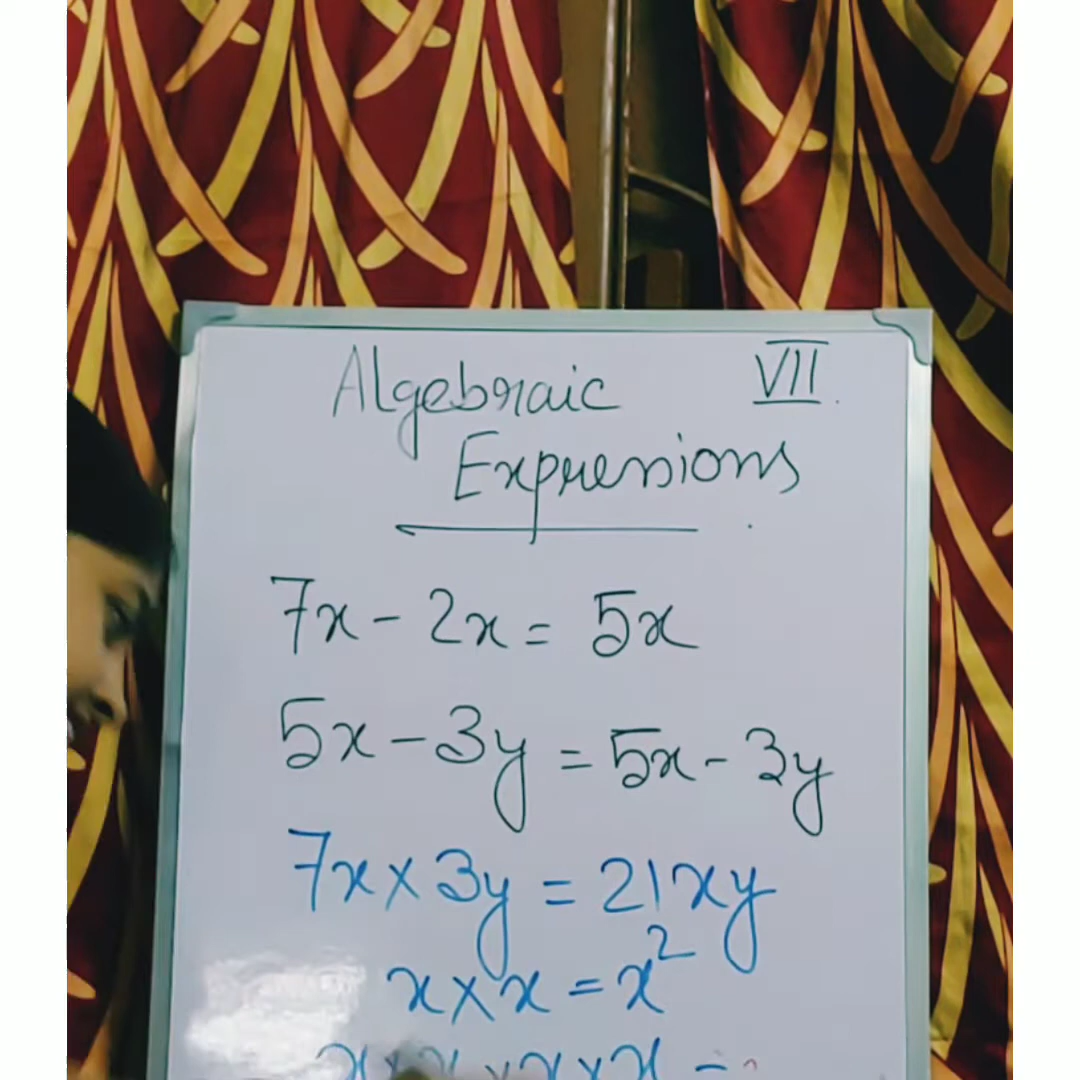 Algebraic VII.
Expressions
7x - 2x = 5x
5x - 3y = 5x - 3y
7x × 3y = 21xy
x × x = x²
x × x × x × x =